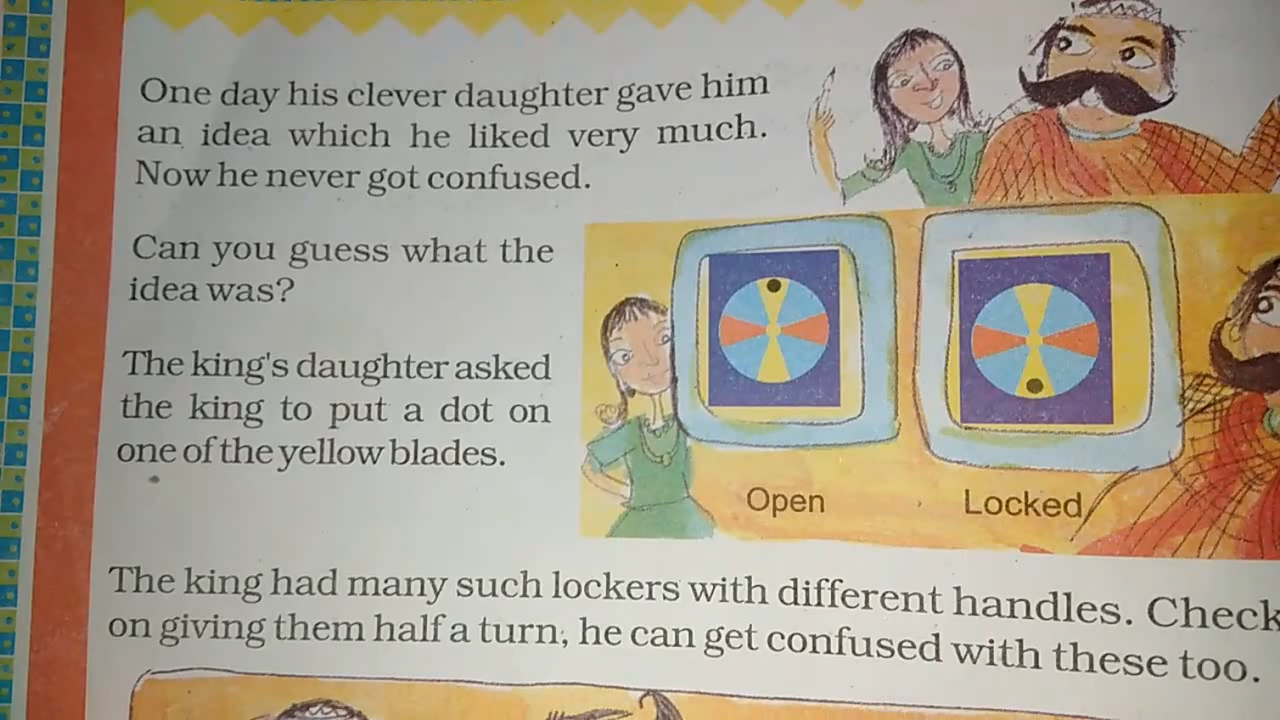 One day his clever daughter gave him
an idea which he liked very much.
Now he never got confused.
Can you guess what the
idea was?
The king's daughter asked
the king to put a dot on
one of the yellow blades.
Open
Locked
The king had many such lockers with different handles. Check
on giving them half a turn, he can get confused with these too.